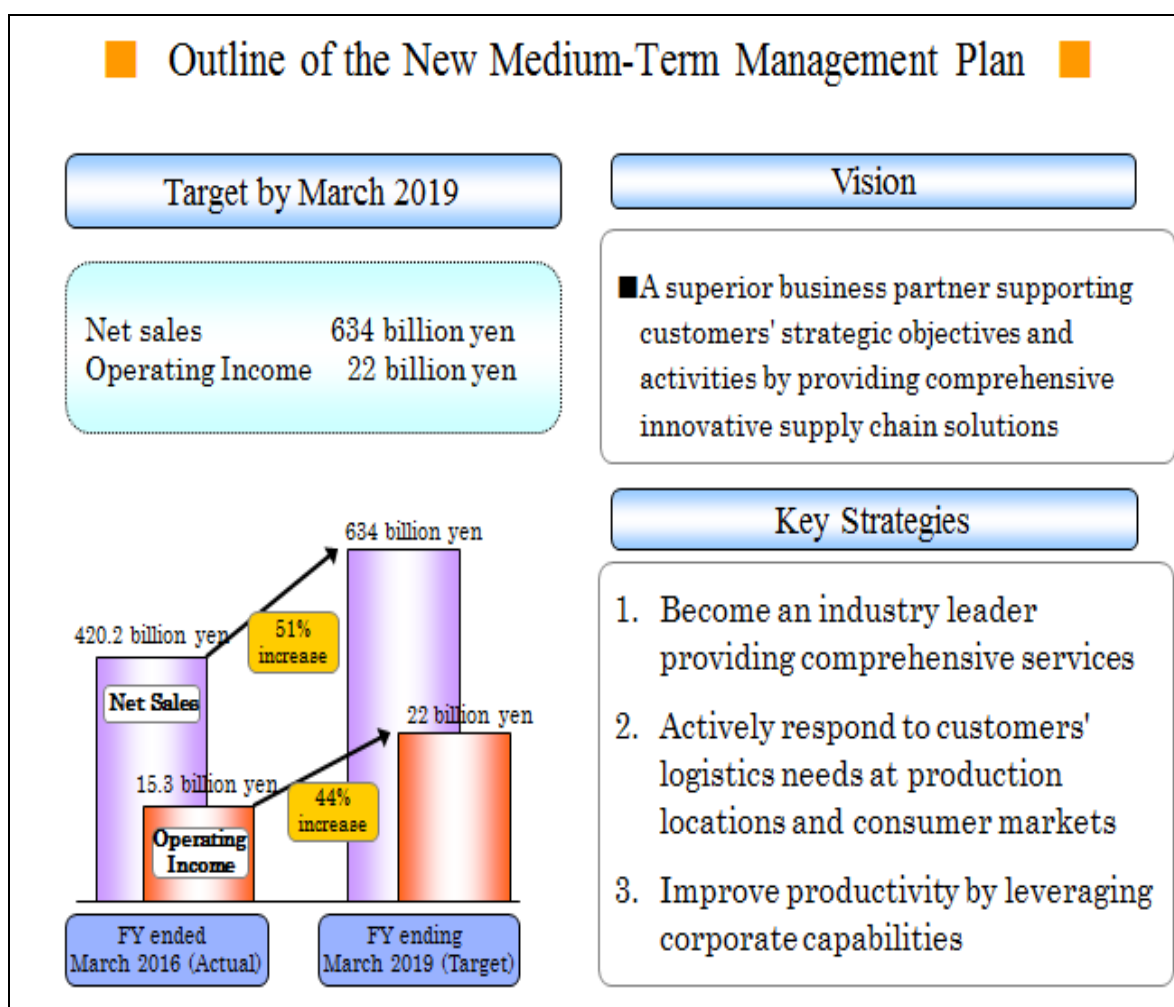 ■ Outline of the New Medium-Term Management Plan ■
Target by March 2019
Net sales 634 billion yen
Operating Income 22 billion yen
Vision
■A superior business partner supporting
customers' strategic objectives and
activities by providing comprehensive
innovative supply chain solutions
634 billion yen
420.2 billion yen
51%
increase
Net Sales
22 billion yen
15.3 billion yen
44%
increase
Operating
Income
FY ended
March 2016 (Actual)
FY ending
March 2019 (Target)
Key Strategies
1. Become an industry leader
providing comprehensive services
2. Actively respond to customers'
logistics needs at production
locations and consumer markets
3. Improve productivity by leveraging
corporate capabilities